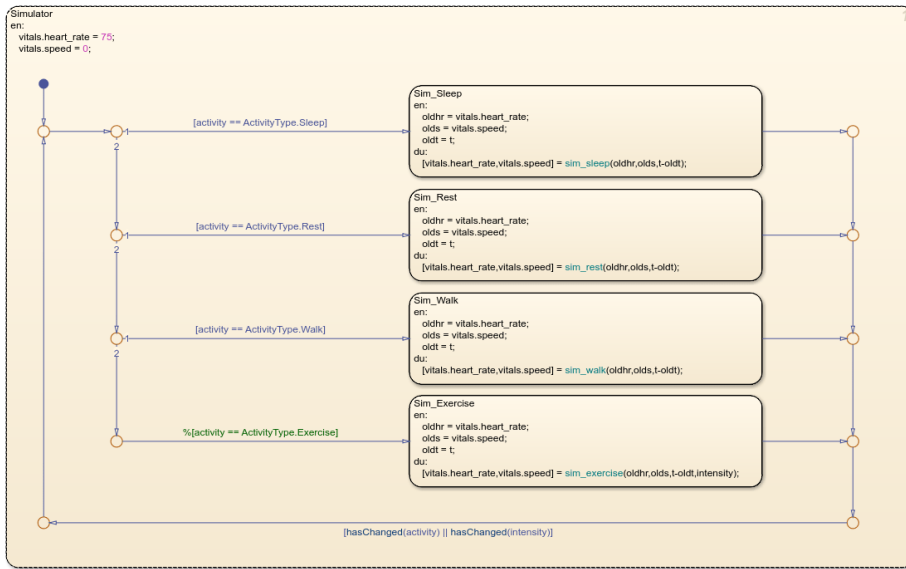 Simulator
en:
vitals.heart_rate = 75;
vitals.speed = 0;
1
[activity == ActivityType.Sleep]
2
Sim_Sleep
en:
oldhr = vitals.heart_rate;
olds = vitals.speed;
oldt = t;
du:
[vitals.heart_rate,vitals.speed] = sim_sleep(oldhr,olds,t-oldt);
1
[activity == ActivityType.Rest]
2
Sim_Rest
en:
oldhr = vitals.heart_rate;
olds = vitals.speed;
oldt = t;
du:
[vitals.heart_rate,vitals.speed] = sim_rest(oldhr,olds,t-oldt);
1
[activity == ActivityType.Walk]
2
Sim_Walk
en:
oldhr = vitals.heart_rate;
olds = vitals.speed;
oldt = t;
du:
[vitals.heart_rate,vitals.speed] = sim_walk(oldhr,olds,t-oldt);
%[activity == ActivityType.Exercise]
Sim_Exercise
en:
oldhr = vitals.heart_rate;
olds = vitals.speed;
oldt = t;
du:
[vitals.heart_rate,vitals.speed] = sim_exercise(oldhr,olds,t-oldt,intensity);
[hasChanged(activity) || hasChanged(intensity)]